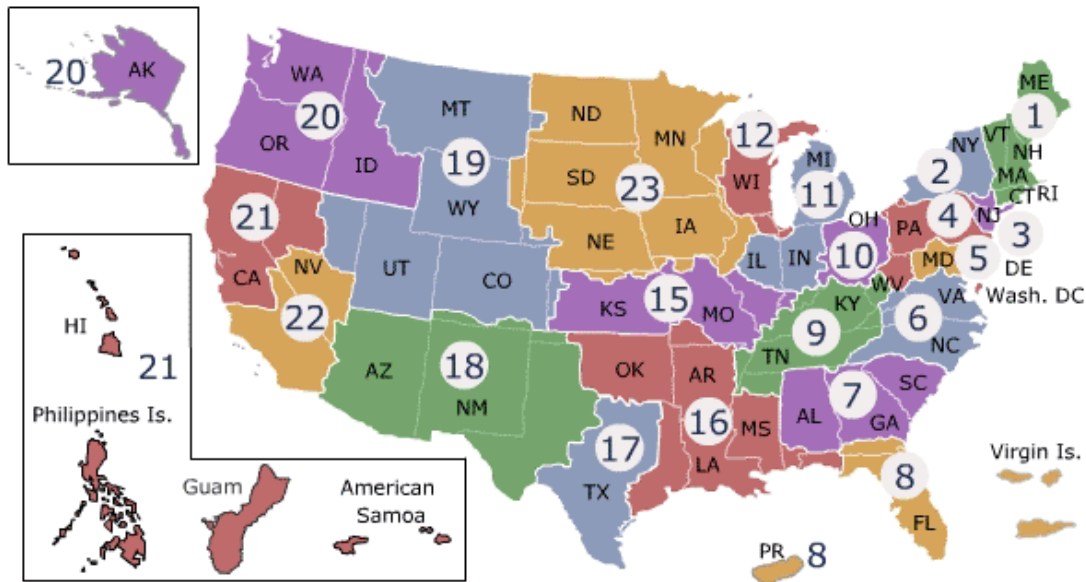 20
AK
WA
OR
20
ID
MT
19
WY
ND
MN
SD
23
NE
IA
12
WI
MI
11
ME
1
VT
NH
NY
2
MA
CT
RI
21
CA
NV
22
UT
CO
KS
15
MO
IL
IN
OH
10
PA
4
NJ
3
MD
5
DE
WV
Wash. DC
VA
6
NC
KY
9
TN
AZ
18
NM
OK
AR
16
MS
LA
AL
7
SC
GA
17
TX
8
FL
PR
8
Virgin Is.
HI
21
Philippines Is.
Guam
American
Samoa